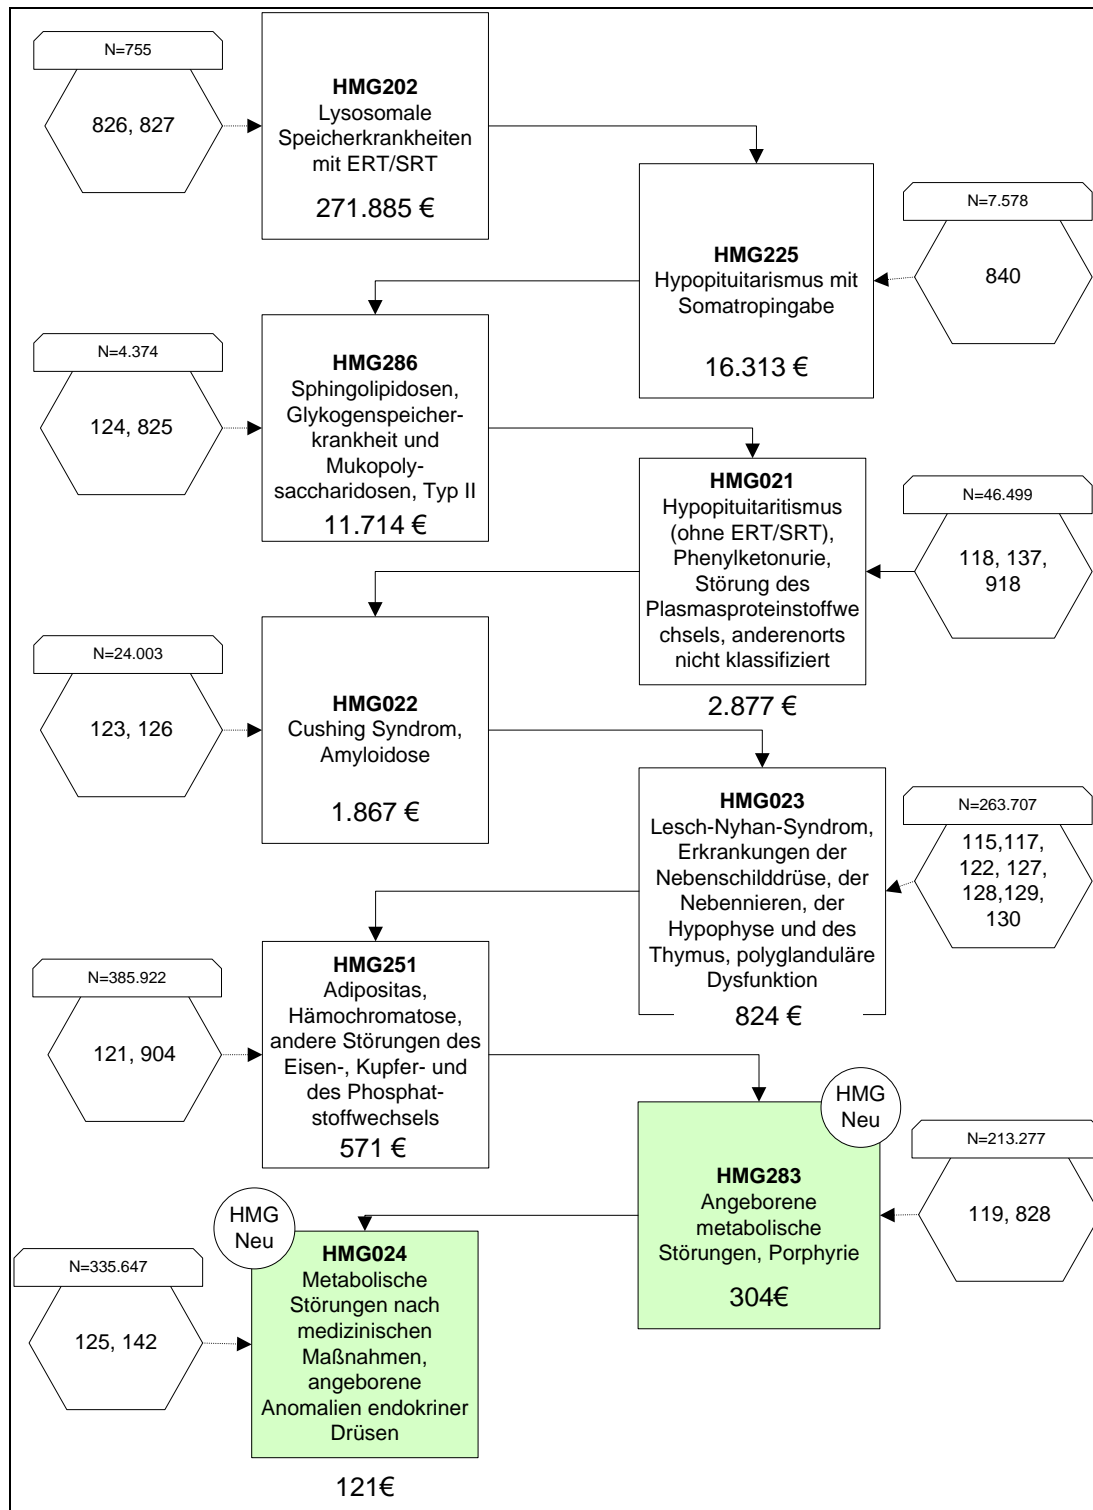 N=755
826, 827
HMG202
Lysosomale
Speicherkrankheiten
mit ERT/SRT
271.885 €
N=7.578
840
HMG225
Hypopituitarismus mit
Somatropingabe
16.313 €
N=4.374
124, 825
HMG286
Sphingolipidosen,
Glykogenspeicher-
krankheit und
Mukopoly-
saccharidosen, Typ II
11.714 €
N=46.499
118, 137,
918
HMG021
Hypopituitaritismus
(ohne ERT/SRT),
Phenylketonurie,
Störung des
Plasmasproteinstoffwe
chsels, anderenorts
nicht klassifiziert
2.877 €
N=24.003
123, 126
HMG022
Cushing Syndrom,
Amyloidose
1.867 €
N=263.707
115,117,
122, 127,
128,129,
130
HMG023
Lesch-Nyhan-Syndrom,
Erkrankungen der
Nebenschilddrüse, der
Nebennieren, der
Hypophyse und des
Thymus, polyglanduläre
Dysfunktion
824 €
N=385.922
121, 904
HMG251
Adipositas,
Hämochromatose,
andere Störungen des
Eisen-, Kupfer- und
des Phosphat-
stoffwechsels
571 €
HMG
Neu
N=213.277
119, 828
HMG283
Angeborene
metabolische
Störungen, Porphyrie
304€
HMG
Neu
N=335.647
125, 142
HMG024
Metabolische
Störungen nach
medizinischen
Maßnahmen,
angeborene
Anomalien endokriner
Drüsen
121€